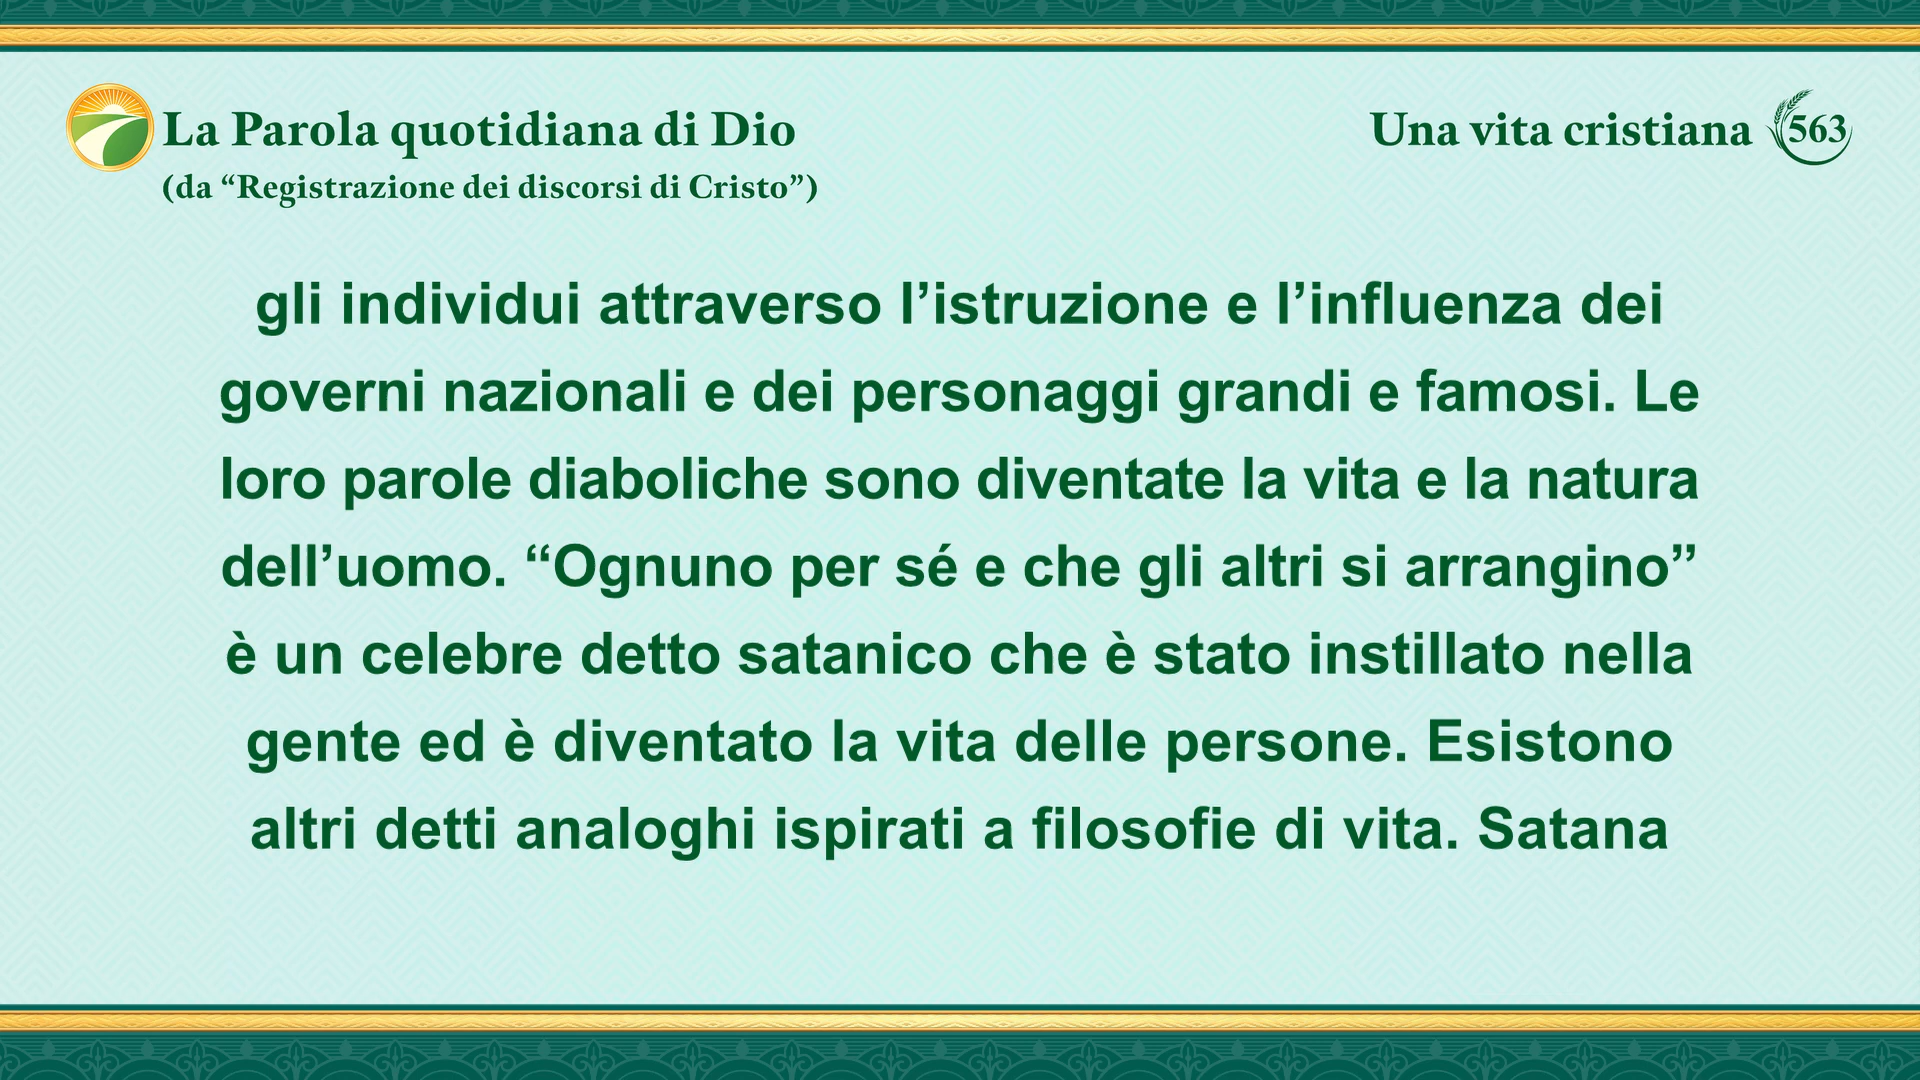 La Parola quotidiana di Dio
(da “Registrazione dei discorsi di Cristo”)
Una vita cristiana 563
gli individui attraverso l’istruzione e l’influenza dei
governi nazionali e dei personaggi grandi e famosi. Le
loro parole diaboliche sono diventate la vita e la natura
dell’uomo. “Ognuno per sé e che gli altri si arrangino”
è un celebre detto satanico che è stato instillato nella
gente ed è diventato la vita delle persone. Esistono
altri detti analoghi ispirati a filosofie di vita. Satana